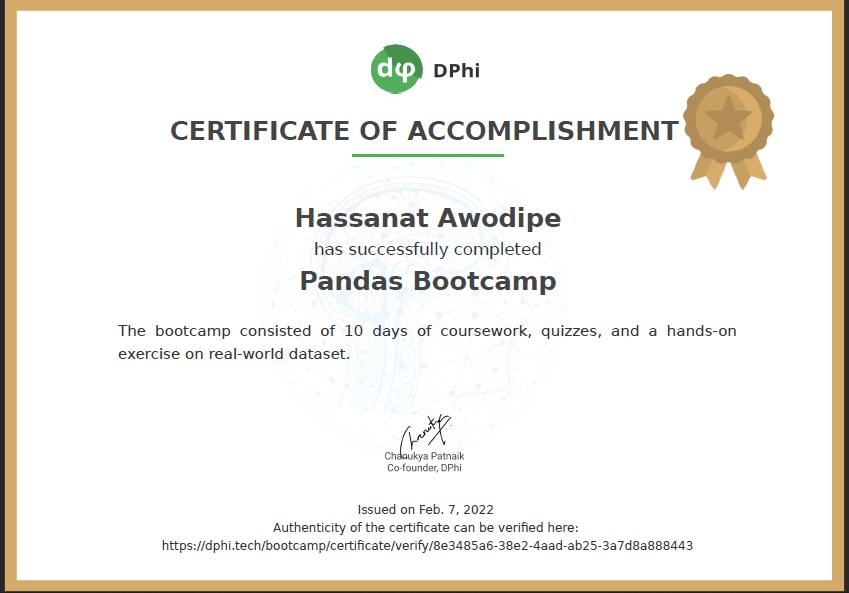 dφ DPhi
CERTIFICATE OF ACCOMPLISHMENT
Hassanat Awodipe
has successfully completed
Pandas Bootcamp
The bootcamp consisted of 10 days of coursework, quizzes, and a hands-on
exercise on real-world dataset.
Chanukya Patnaik
Co-founder, DPhi
Issued on Feb. 7, 2022
Authenticity of the certificate can be verified here:
https://dphi.tech/bootcamp/certificate/verify/8e3485a6-38e2-4aad-ab25-3a7d8a888443